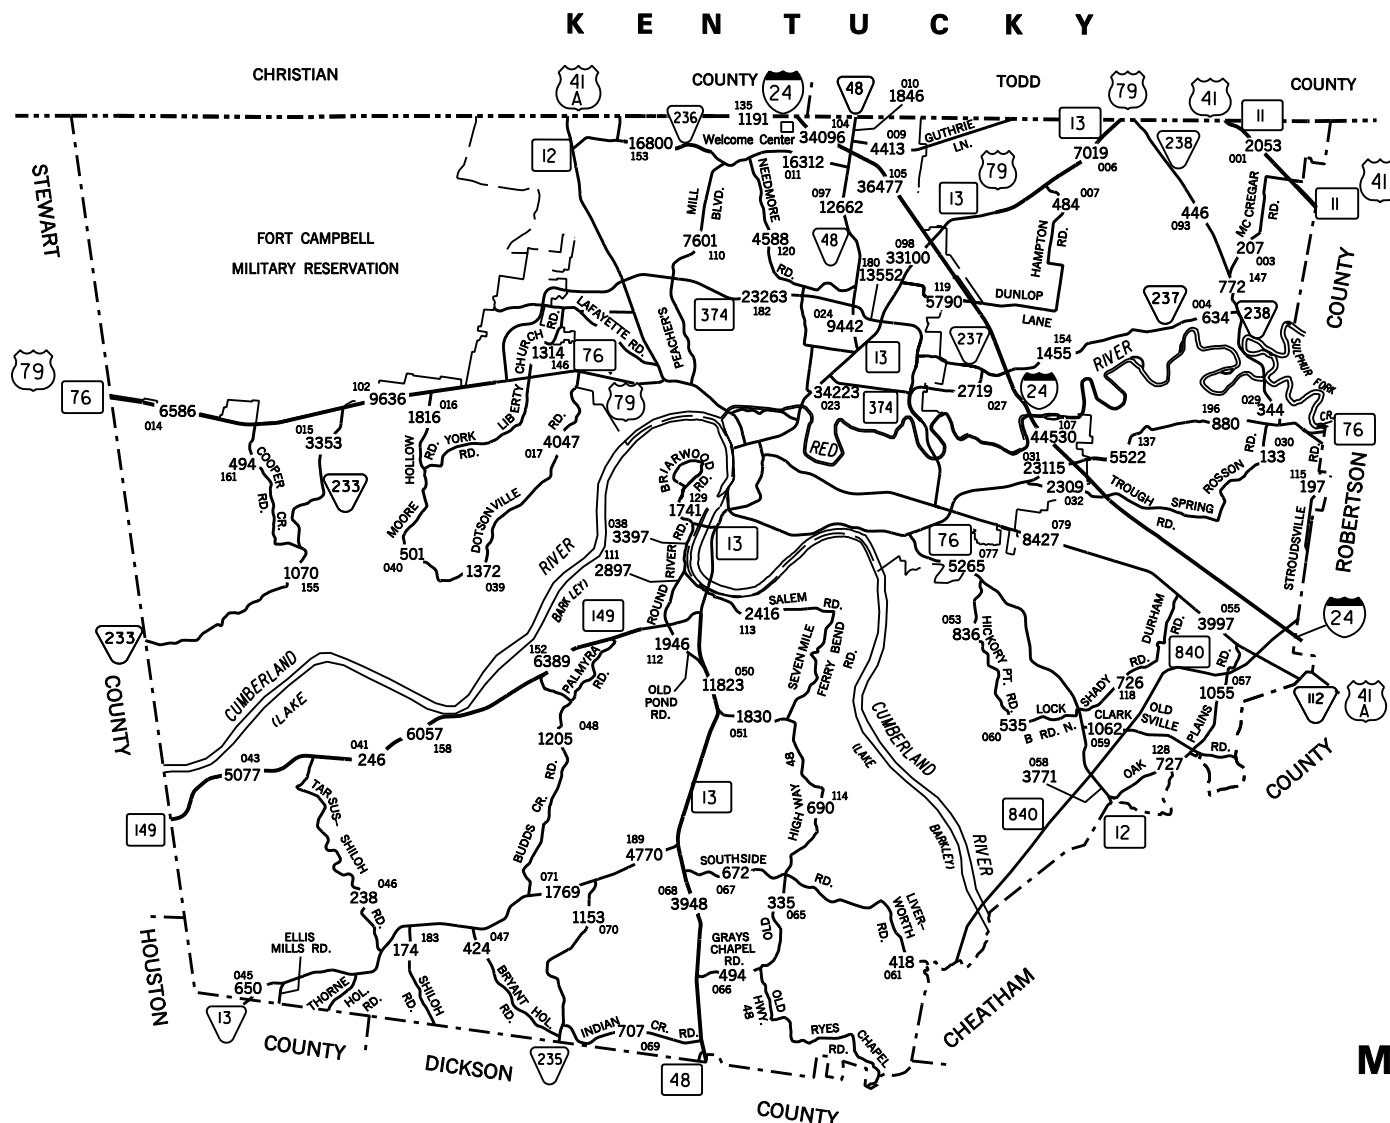 K E N T U C K Y
CHRISTIAN
COUNTY
TODD
COUNTY
41
A
24
48
010
1846
79
41
11
135
1191
236
Welcome Center
104
34096
009
4413
GUTHRIE
LN.
13
7019
006
238
2053
001
41
11
12
16800
153
16312
011
NEEDMORE
RD.
MILL
BLVD.
36477
105
097
12662
79
13
484
007
HAMPTON
RD.
446
093
MC CREGAR
RD.
207
003
147
772
STEWART
COUNTY
FORT CAMPBELL
MILITARY RESERVATION
7601
110
4588
120
48
098
33100
180
13552
119
5790
DUNLOP
LANE
237
004
634
238
COUNTY
23263
182
374
024
9442
LAFAYETTE RD.
PEACHER'S
LIBERTY CHURCH RD.
1314
146
76
13
237
154
1455
RIVER
SULPHUR FORK
CR.
79
76
6586
014
102
9636
1816
016
015
3353
79
34223
023
374
2719
027
24
107
44530
RED
196
880
029
344
030
133
76
RD.
115
197
494
161
COOPER
CR.
RD.
233
MOORE HOLLOW RD.
YORK
RD.
4047
017
RD.
DOTSONVILLE
BRIARWOOD
RD.
129
1741
031
23115
2309
032
137
5522
TROUGH SPRING
RD.
ROSSON
RD.
STROUDSVILLE
ROBERTSON
COUNTY
501
040
1372
039
1070
155
RIVER
BARKLEY)
038
3397
111
2897
ROUND RIVER RD.
13
76
077
5265
079
8427
233
149
2416
113
SALEM
RD.
053
836
HICKORY PT. RD.
DURHAM
RD.
055
3997
24
CUMBERLAND
(LAKE
152
6389
PALMYRA
RD.
1946
112
OLD
POND
RD.
11823
050
SEVEN MILE
FERRY BEND
RD.
SHADY
RD.
726
118
840
RD.
057
1055
PLAINS
112
41
A
1830
051
CUMBERLAND
(LAKE
BARKLEY)
RIVER
535
060
LOCK
B RD. N.
CLARK
1062
059
OLD
SVILLE
RD.
128
727
OAK
6057
158
043
5077
041
246
1205
048
149
TARSUS-
SHILOH
RD.
238
046
BUDDS CR. RD.
13
HIGH WAY 48
690
114
058
3771
840
12
189
4770
SOUTHSIDE
672
067
RD.
LIVER-
WORTH
RD.
071
1769
068
3948
335
065
OLD
1153
070
174
183
424
047
ELLIS
MILLS RD.
045
650
THORNE
HOL.
RD.
SHILOH
RD.
BRYANT HOL.
RD.
GRAYS
CHAPEL
RD.
494
066
418
061
OLD
HWY.
48
RYES
CHAPEL
RD.
INDIAN
707
CR. RD.
069
HOUSTON
COUNTY
13
DICKSON
COUNTY
235
48
CHEATHAM
COUNTY
M